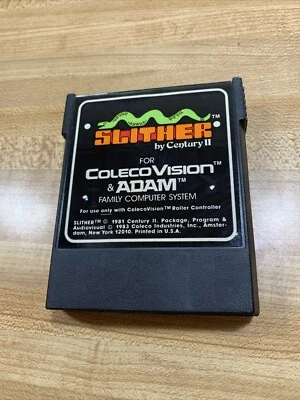 SLITHER™
by Century II
FOR
COLECOVISION™
& ADAM™
FAMILY COMPUTER SYSTEM
For use only with ColecoVision™ Roller Controller
SLITHER™ © 1981 Century II. Package, Program &
Audiovisual © 1983 Coleco Industries, Inc., Amster-
dam, New York 12010. Printed in U.S.A.